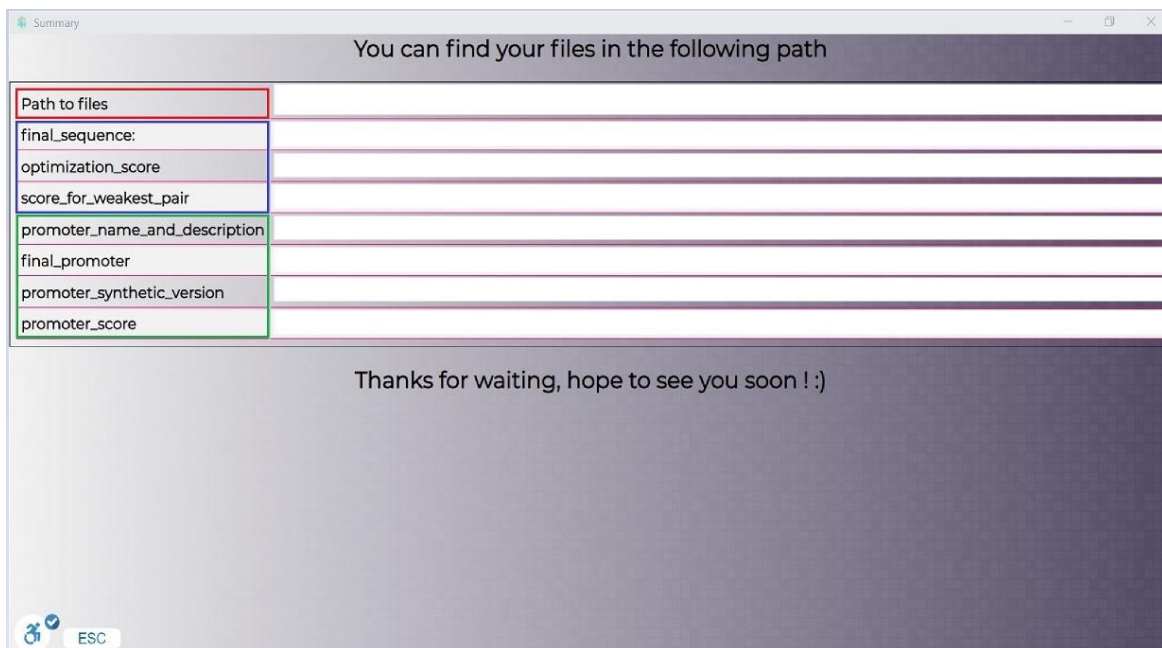 Summary
You can find your files in the following path
Path to files
final_sequence:
optimization_score
score_for_weakest_pair
promoter_name_and_description
final_promoter
promoter_synthetic_version
promoter_score
Thanks for waiting, hope to see you soon ! :)
ESC